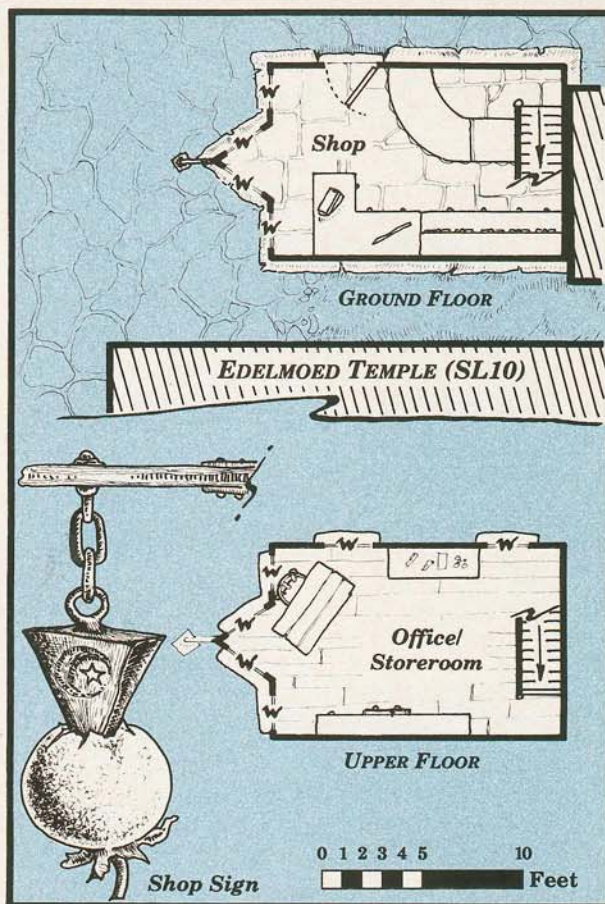 Shop
GROUND FLOOR
EDELMOED TEMPLE (SL10)
W
W
W
W
W
W
W
W
W
W
Office/
Storeroom
UPPER FLOOR
Shop Sign
0 1 2 3 4 5 10
Feet